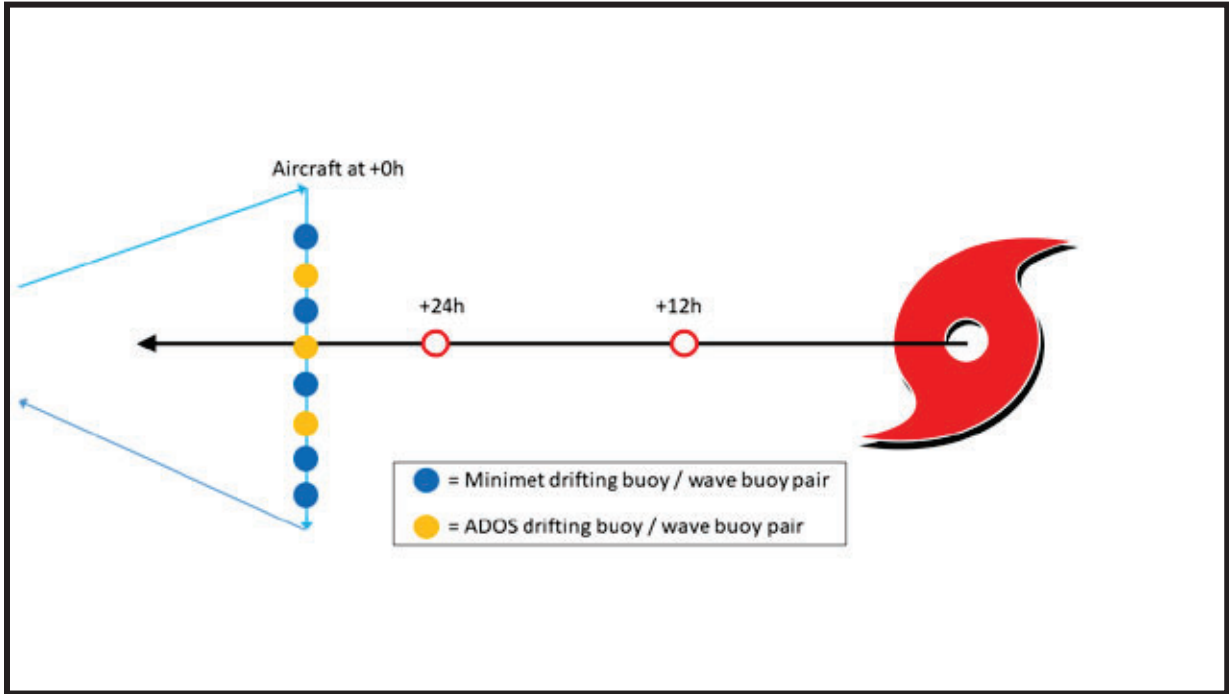 Aircraft at +0h
+24h
+12h
= Minimet drifting buoy / wave buoy pair
= ADOS drifting buoy / wave buoy pair